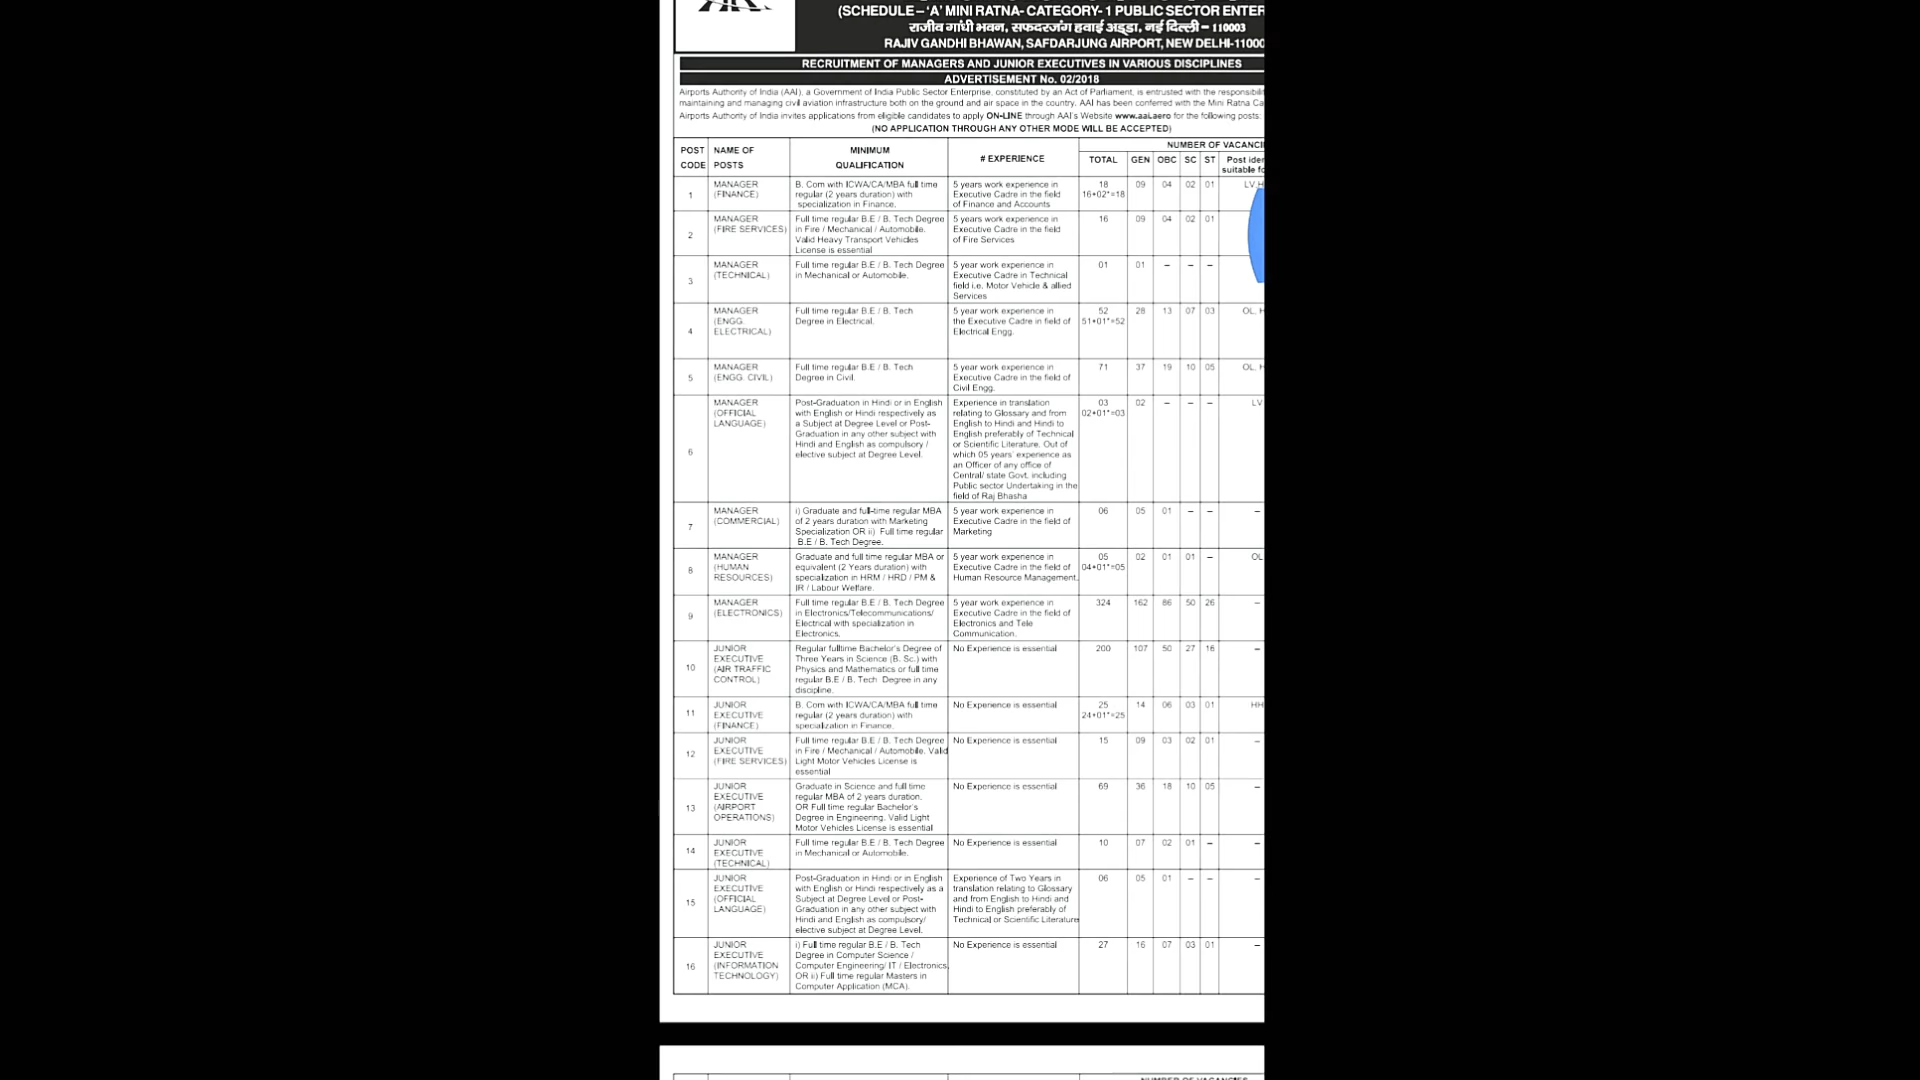 (SCHEDULE – 'A' MINI RATNA- CATEGORY- 1 PUBLIC SECTOR ENTER
राजीव गांधी भवन, सफदरजंग हवाई अड्डा, नई दिल्ली – 110003
RAJIV GANDHI BHAWAN, SAFDARJUNG AIRPORT, NEW DELHI-11000
RECRUITMENT OF MANAGERS AND JUNIOR EXECUTIVES IN VARIOUS DISCIPLINES
ADVERTISEMENT No. 02/2018
Airports Authority of India (AAI), a Government of India Public Sector Enterprise, constituted by an Act of Parliament, is entrusted with the responsibili
maintaining and managing civil aviation infrastructure both on the ground and air space in the country. AAI has been conferred with the Mini Ratna Ca
Airports Authority of India invites applications from eligible candidates to apply ON-LINE through AAI's Website www.aai.aero for the following posts:
(NO APPLICATION THROUGH ANY OTHER MODE WILL BE ACCEPTED)
POST CODE NAME OF POSTS MINIMUM QUALIFICATION # EXPERIENCE NUMBER OF VACANCI
TOTAL GEN OBC SC ST Post iden
suitable fo
1 MANAGER (FINANCE) B. Com with ICWA/CA/MBA full time 5 years work experience in 18 09 04 02 01 LV,H
regular (2 years duration) with Executive Cadre in the field 16+02*=18
specialization in Finance. of Finance and Accounts
2 MANAGER (FIRE SERVICES) Full time regular B.E / B. Tech Degree 5 years work experience in 16 09 04 02 01
in Fire / Mechanical / Automobile. Executive Cadre in the field
Valid Heavy Transport Vehicles of Fire Services
License is essential
3 MANAGER (TECHNICAL) Full time regular B.E / B. Tech Degree 5 year work experience in 01 01 – – –
in Mechanical or Automobile. Executive Cadre in Technical
field i.e. Motor Vehicle & allied
Services
4 MANAGER (ENGG. ELECTRICAL) Full time regular B.E / B. Tech 5 year work experience in 52 28 13 07 03 OL, H
Degree in Electrical. the Executive Cadre in field of 51+01*=52
Electrical Engg.
5 MANAGER (ENGG. CIVIL) Full time regular B.E / B. Tech 5 year work experience in 71 37 19 10 05 OL, H
Degree in Civil. Executive Cadre in the field of
Civil Engg.
6 MANAGER (OFFICIAL LANGUAGE) Post-Graduation in Hindi or in English Experience in translation 03 02 – – – LV
with English or Hindi respectively as relating to Glossary and from 02+01*=03
a Subject at Degree Level or Post- English to Hindi and Hindi to
Graduation in any other subject with English preferably of Technical
Hindi and English as compulsory / or Scientific Literature. Out of
elective subject at Degree Level. which 05 years' experience as
an Officer of any office of
Central/ state Govt. including
Public sector Undertaking in the
field of Raj Bhasha
7 MANAGER (COMMERCIAL) i) Graduate and full-time regular MBA 5 year work experience in 06 05 01 – – –
of 2 years duration with Marketing Executive Cadre in the field of
Specialization OR ii) Full time regular Marketing
B.E / B. Tech Degree.
8 MANAGER (HUMAN RESOURCES) Graduate and full time regular MBA or 5 year work experience in 05 02 01 01 – OL
equivalent (2 Years duration) with Executive Cadre in the field of 04+01*=05
specialization in HRM / HRD / PM & Human Resource Management.
IR / Labour Welfare.
9 MANAGER (ELECTRONICS) Full time regular B.E / B. Tech Degree 5 year work experience in 324 162 86 50 26 –
in Electronics/Telecommunications/ Executive Cadre in the field of
Electrical with specialization in Electronics and Tele
Electronics. Communication.
10 JUNIOR EXECUTIVE (AIR TRAFFIC CONTROL) Regular fulltime Bachelor's Degree of No Experience is essential 200 107 50 27 16 –
Three Years in Science (B. Sc.) with
Physics and Mathematics or full time
regular B.E / B. Tech Degree in any
discipline.
11 JUNIOR EXECUTIVE (FINANCE) B. Com with ICWA/CA/MBA full time No Experience is essential 25 14 06 03 01 HH
regular (2 years duration) with 24+01*=25
specialization in Finance.
12 JUNIOR EXECUTIVE (FIRE SERVICES) Full time regular B.E / B. Tech Degree No Experience is essential 15 09 03 02 01 –
in Fire / Mechanical / Automobile. Valid
Light Motor Vehicles License is
essential
13 JUNIOR EXECUTIVE (AIRPORT OPERATIONS) Graduate in Science and full time No Experience is essential 69 36 18 10 05 –
regular MBA of 2 years duration.
OR Full time regular Bachelor's
Degree in Engineering. Valid Light
Motor Vehicles License is essential
14 JUNIOR EXECUTIVE (TECHNICAL) Full time regular B.E / B. Tech Degree No Experience is essential 10 07 02 01 – –
in Mechanical or Automobile.
15 JUNIOR EXECUTIVE (OFFICIAL LANGUAGE) Post-Graduation in Hindi or in English Experience of Two Years in 06 05 01 – – –
with English or Hindi respectively as a translation relating to Glossary
Subject at Degree Level or Post- and from English to Hindi and
Graduation in any other subject with Hindi to English preferably of
Hindi and English as compulsory/ Technical or Scientific Literature
elective subject at Degree Level.
16 JUNIOR EXECUTIVE (INFORMATION TECHNOLOGY) i) Full time regular B.E / B. Tech No Experience is essential 27 16 07 03 01 –
Degree in Computer Science /
Computer Engineering/ IT / Electronics,
OR ii) Full time regular Masters in
Computer Application (MCA).
NUMBER OF VACANCIES